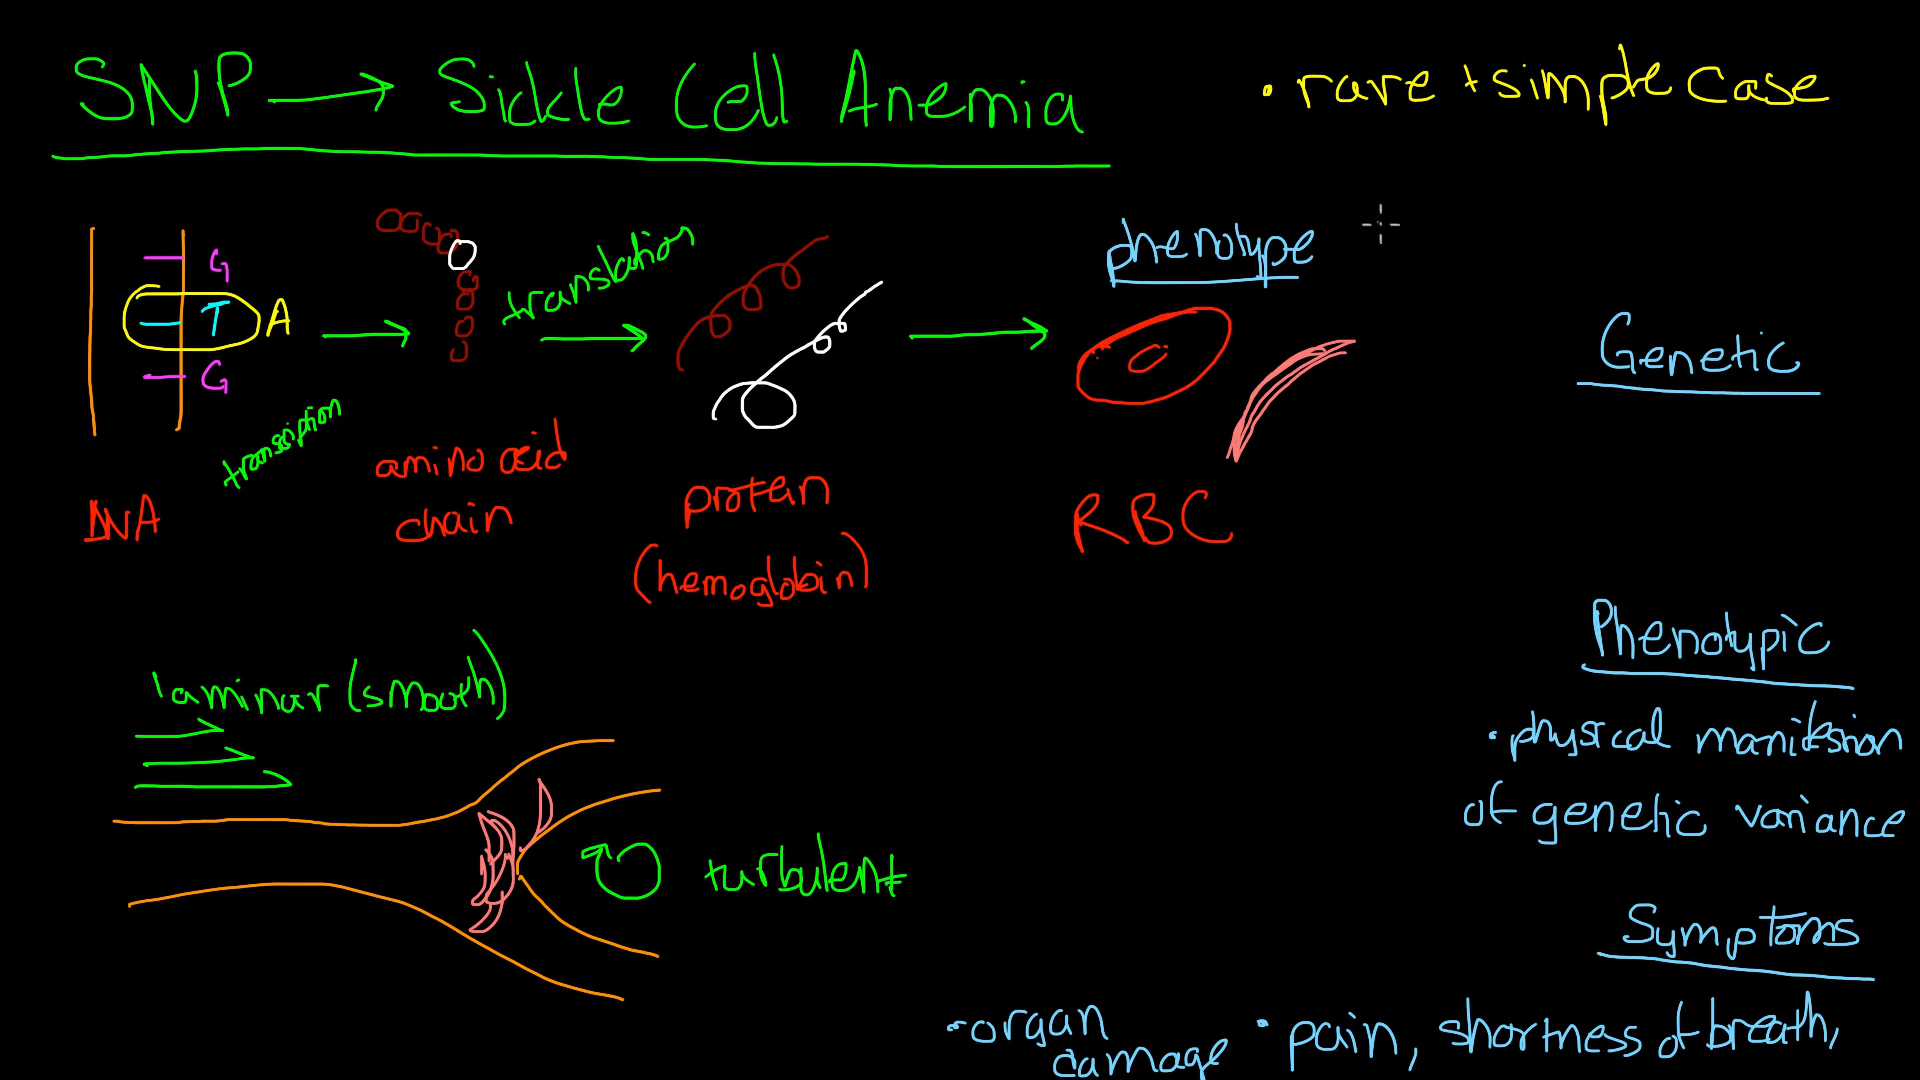 SNP → Sickle Cell Anemia
• rare + simple case
G
T A
G
transcription
DNA
amino acid
chain
translation
protein
(hemoglobin)
phenotype
RBC
Genetic
laminar (smooth)
turbulent
Phenotypic
• physical
of genetic variance
Symptoms
• organ
damage
• pain, shortness of breath,